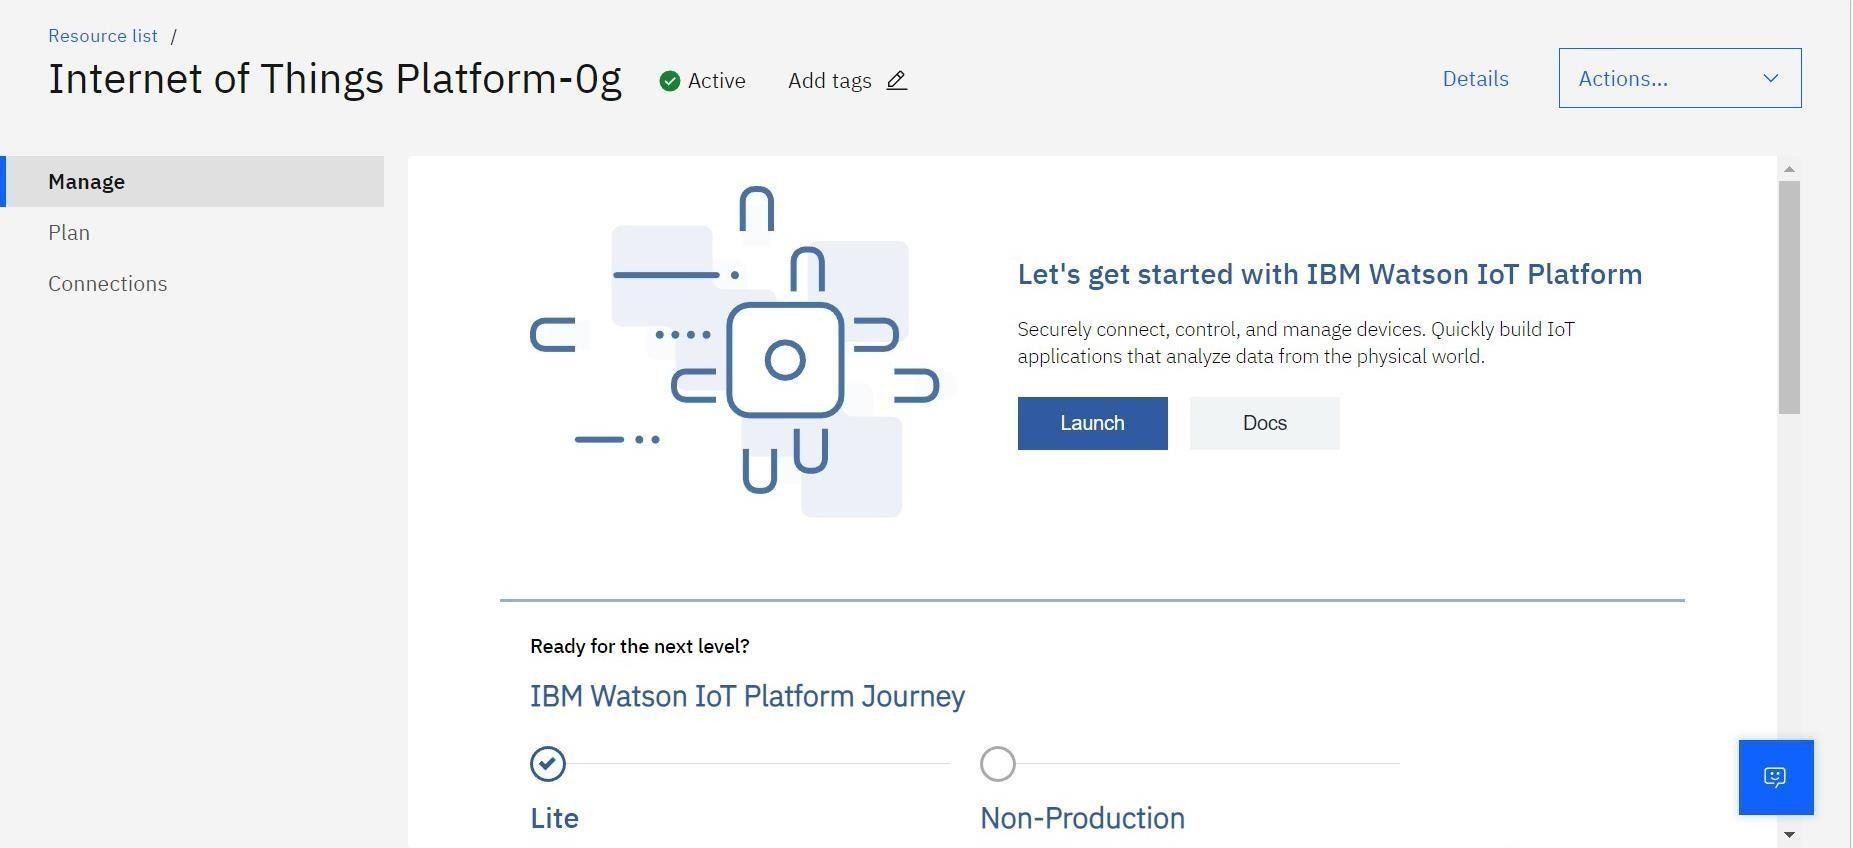 Resource list /
Internet of Things Platform-0g
Active
Add tags
Details
Actions...
Manage
Plan
Connections
Let's get started with IBM Watson IoT Platform
Securely connect, control, and manage devices. Quickly build IoT
applications that analyze data from the physical world.
Launch
Docs
Ready for the next level?
IBM Watson IoT Platform Journey
Lite
Non-Production